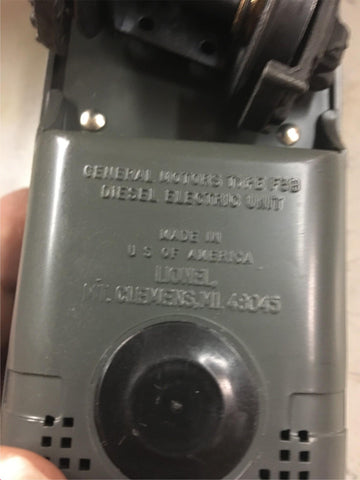 GENERAL MOTORS TYPE F3B
DIESEL ELECTRIC UNIT
MADE IN
U S OF AMERICA
LIONEL,
MT. CLEMENS, MI. 48045